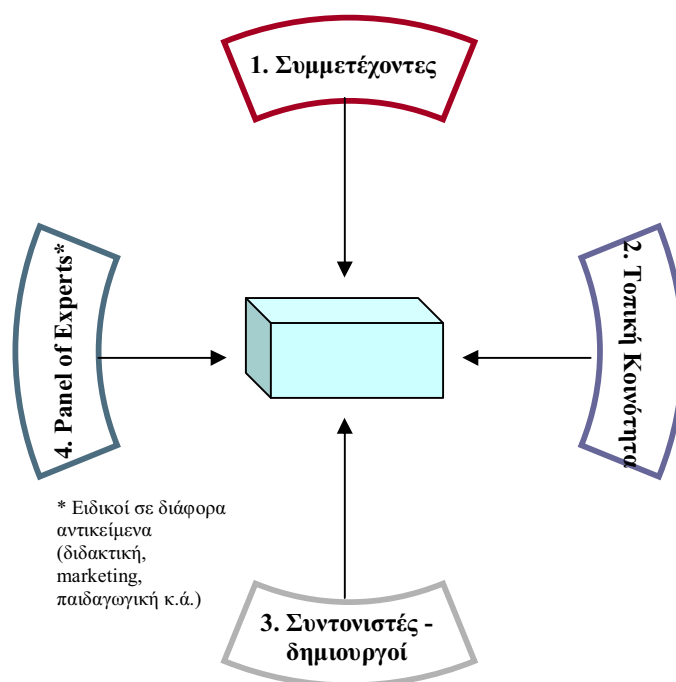 1. Συμμετέχοντες
2. Τοπική Κοινότητα
4. Panel of Experts*
* Ειδικοί σε διάφορα
αντικείμενα
(διδακτική,
marketing,
παιδαγωγική κ.ά.)
3. Συντονιστές -
δημιουργοί